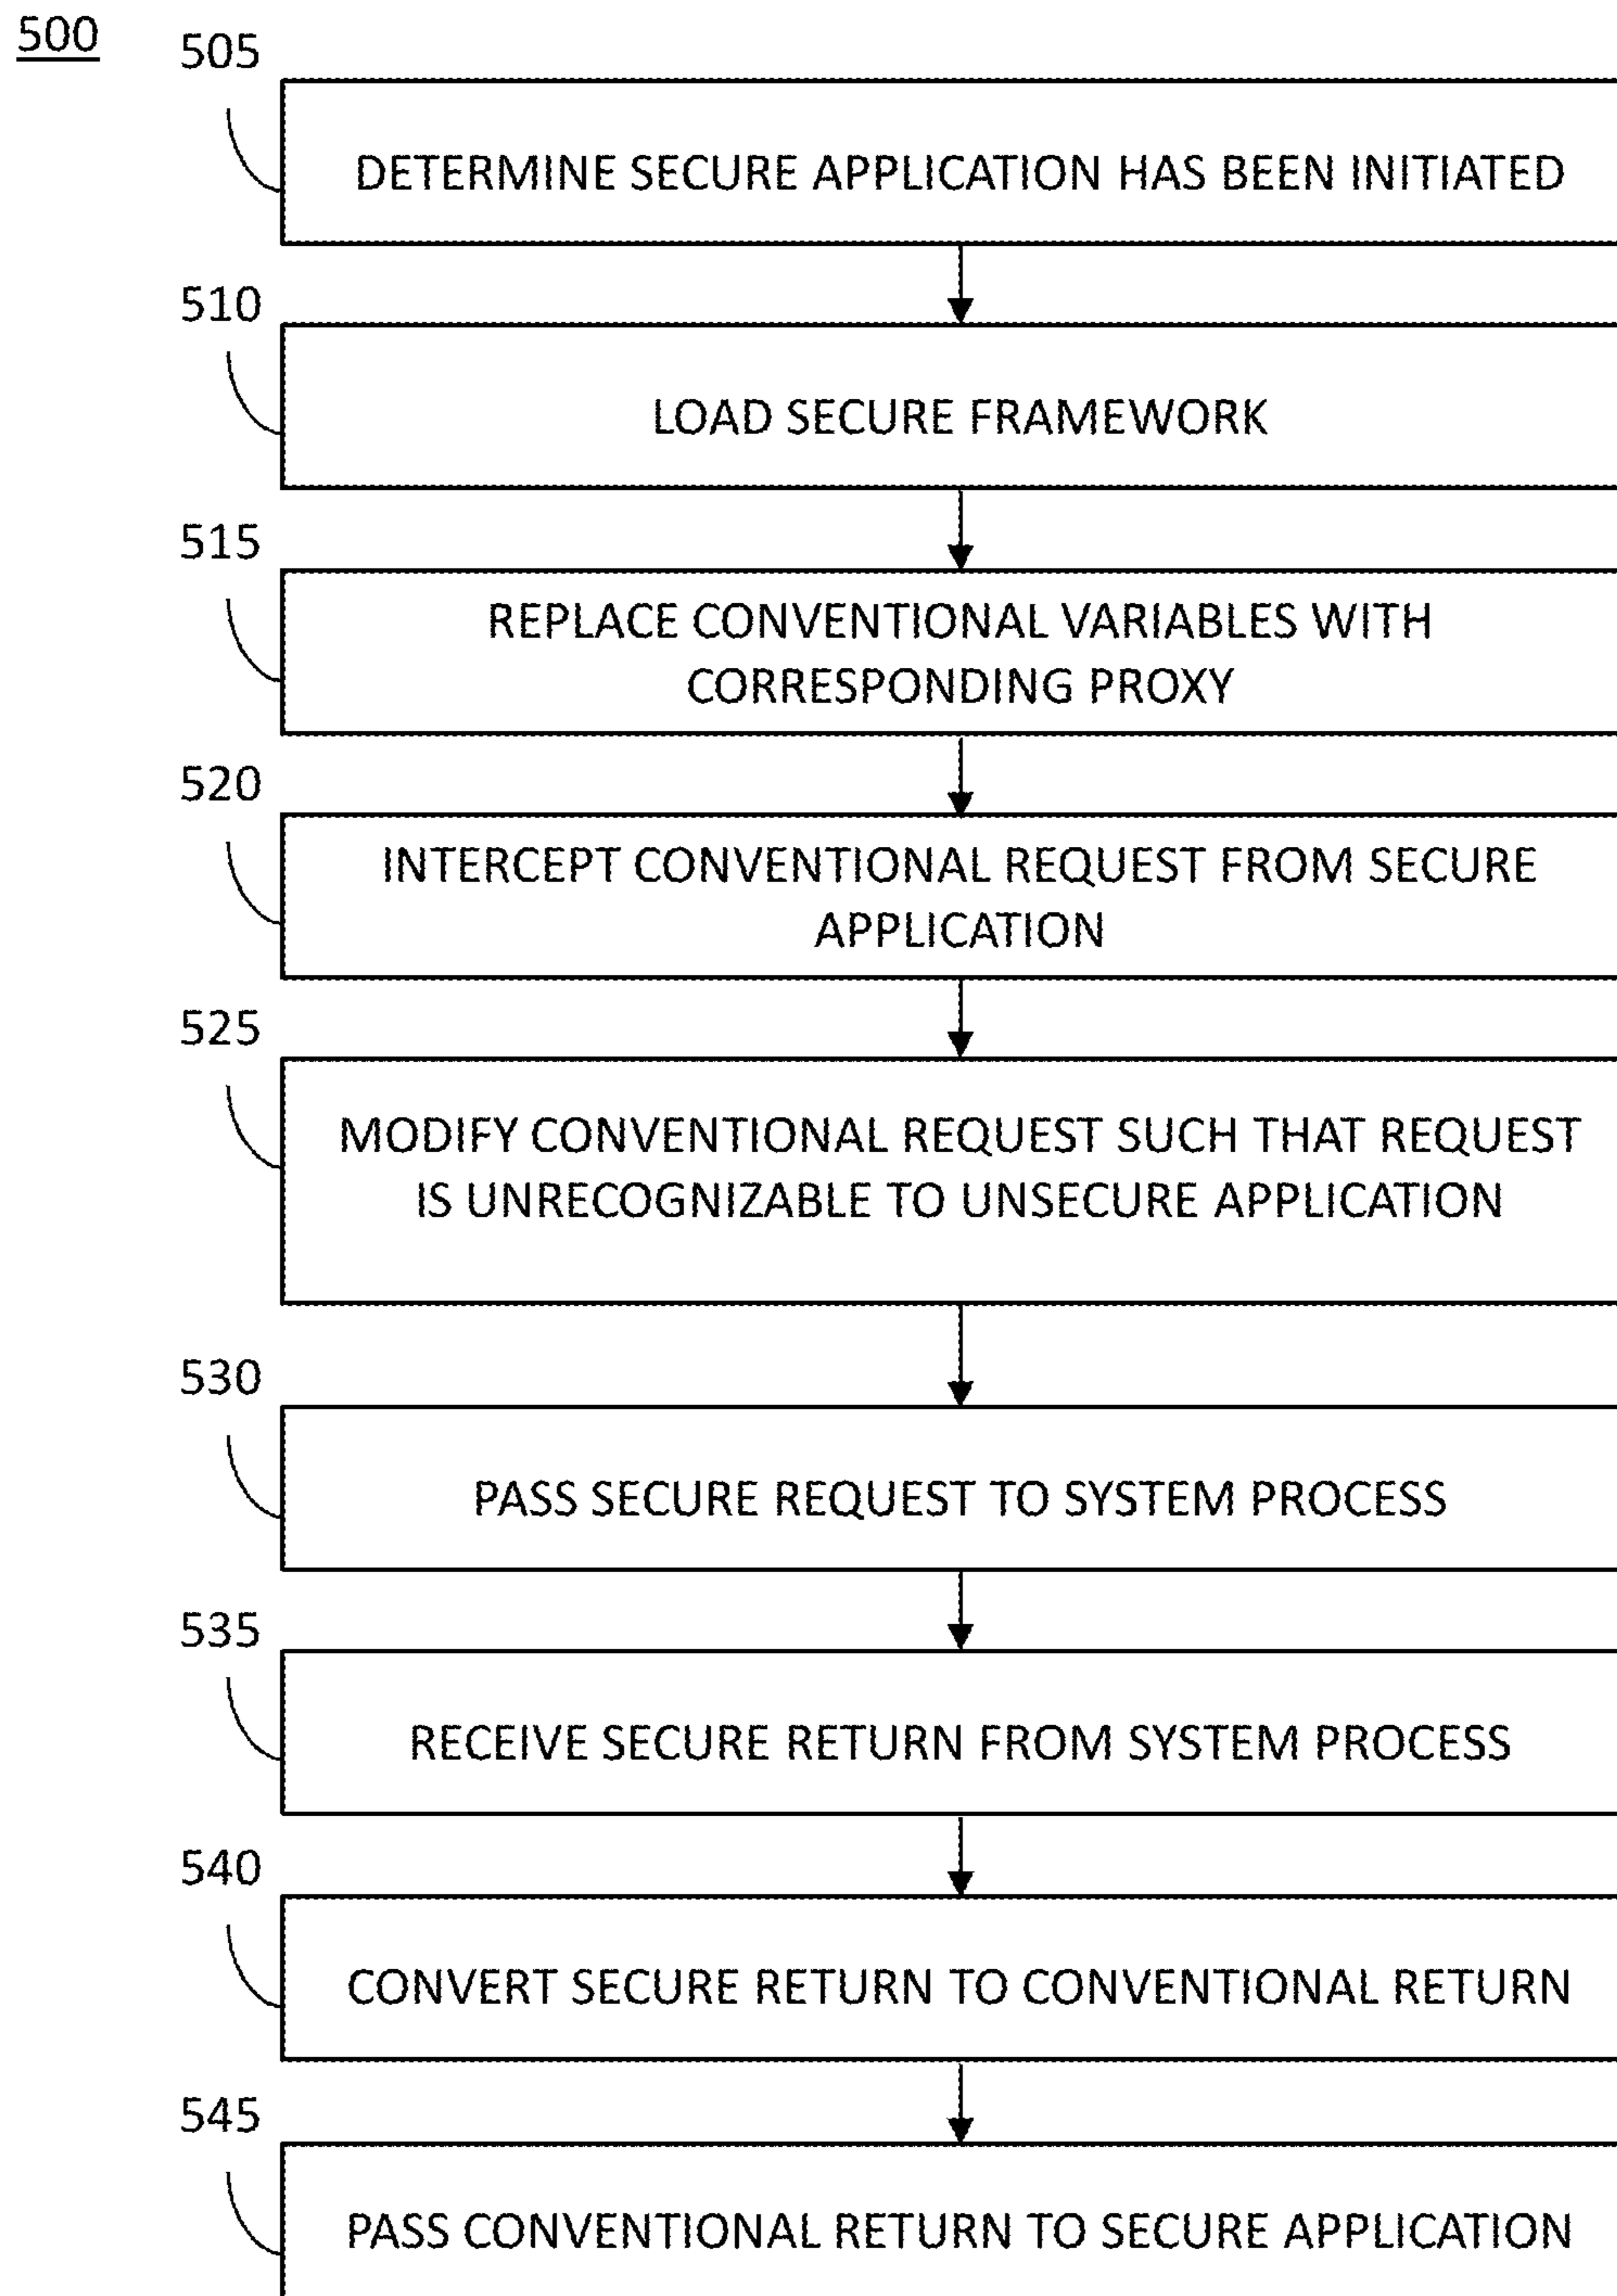 500
505
DETERMINE SECURE APPLICATION HAS BEEN INITIATED
510
LOAD SECURE FRAMEWORK
515
REPLACE CONVENTIONAL VARIABLES WITH
CORRESPONDING PROXY
520
INTERCEPT CONVENTIONAL REQUEST FROM SECURE
APPLICATION
525
MODIFY CONVENTIONAL REQUEST SUCH THAT REQUEST
IS UNRECOGNIZABLE TO UNSECURE APPLICATION
530
PASS SECURE REQUEST TO SYSTEM PROCESS
535
RECEIVE SECURE RETURN FROM SYSTEM PROCESS
540
CONVERT SECURE RETURN TO CONVENTIONAL RETURN
545
PASS CONVENTIONAL RETURN TO SECURE APPLICATION